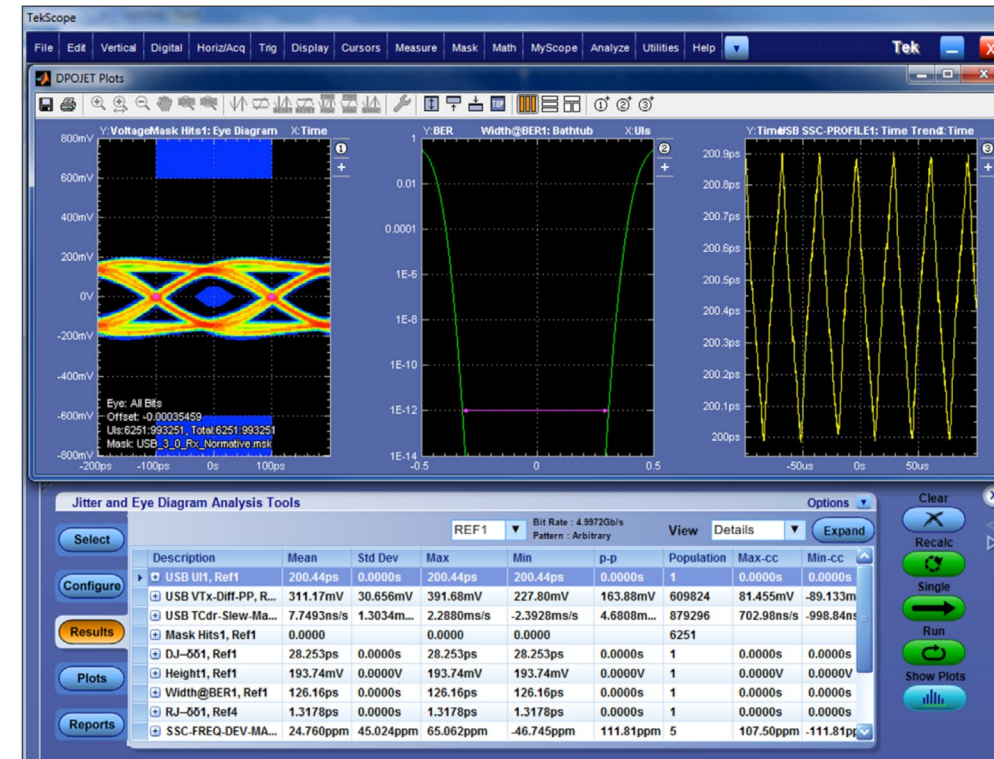 TekScope
File Edit Vertical Digital Horiz/Acq Trig Display Cursors Measure Mask Math MyScope Analyze Utilities Help Tek
DPOJET Plots
Y:Voltage Mask Hits1: Eye Diagram X:Time
800mV
600mV
400mV
200mV
0V
-200mV
-400mV
-600mV
-800mV
Eye: All Bits
Offset: -0.00035459
UIs:6251:993251, Total:6251:993251
Mask: USB_3_0_Rx_Normative.msk
-200ps -100ps 0s 100ps
1
Y:BER Width@BER1: Bathtub X:UIs
1
0.01
0.0001
1E-6
1E-8
1E-10
1E-12
1E-14
-0.5 0 0.5
2
Y:Time USB SSC-PROFILE1: Time Trend X:Time
200.9ps
200.8ps
200.7ps
200.6ps
200.5ps
200.4ps
200.3ps
200.2ps
200.1ps
200ps
-50us 0s 50us
3
Jitter and Eye Diagram Analysis Tools Options
Select
Configure
Results
Plots
Reports
REF1 Bit Rate : 4.9972Gb/s View Details Expand
Pattern : Arbitrary
Description Mean Std Dev Max Min p-p Population Max-cc Min-cc
USB UI1, Ref1 200.44ps 0.0000s 200.44ps 200.44ps 0.0000s 1 0.0000s 0.0000s
USB VTx-Diff-PP, R... 311.17mV 30.656mV 391.68mV 227.80mV 163.88mV 609824 81.455mV -89.133m
USB TCdr-Slew-Ma... 7.7493ns/s 1.3034m... 2.2880ms/s -2.3928ms/s 4.6808m... 879296 702.98ns/s -998.84ns
Mask Hits1, Ref1 0.0000 0.0000 0.0000 6251
DJ–δδ1, Ref1 28.253ps 0.0000s 28.253ps 28.253ps 0.0000s 1 0.0000s 0.0000s
Height1, Ref1 193.74mV 0.0000V 193.74mV 193.74mV 0.0000V 1 0.0000V 0.0000V
Width@BER1, Ref1 126.16ps 0.0000s 126.16ps 126.16ps 0.0000s 1 0.0000s 0.0000s
RJ–δδ1, Ref4 1.3178ps 0.0000s 1.3178ps 1.3178ps 0.0000s 1 0.0000s 0.0000s
SSC-FREQ-DEV-MA... 24.760ppm 45.024ppm 65.062ppm -46.745ppm 111.81ppm 5 107.50ppm -111.81pp
Clear
Recalc
Single
Run
Show Plots